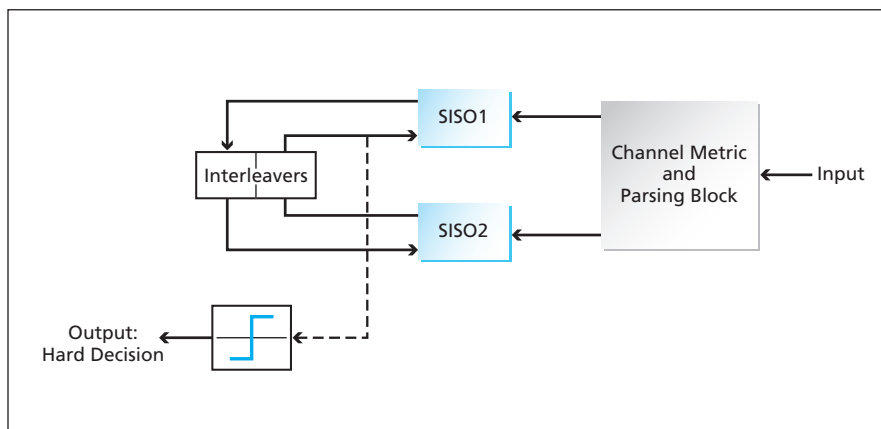 SISO1
Channel Metric
and
Parsing Block
Input
Interleavers
SISO2
Output:
Hard Decision